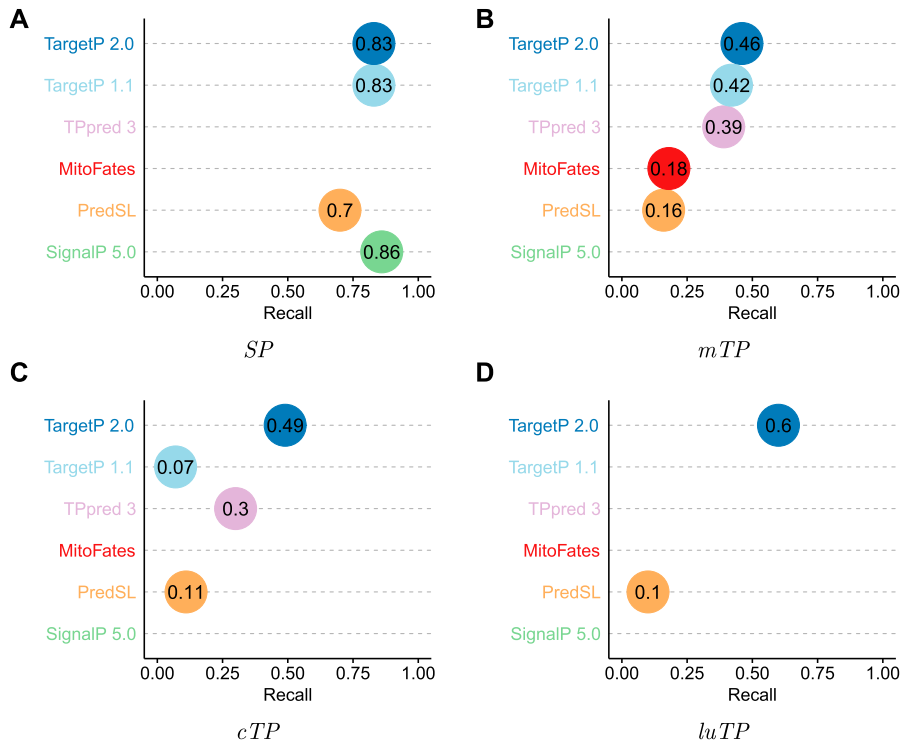 A
TargetP 2.0 0.83
TargetP 1.1 0.83
TPpred 3
MitoFates
PredSL 0.7
SignalP 5.0 0.86
0.00 0.25 0.50 0.75 1.00
Recall
SP
B
TargetP 2.0 0.46
TargetP 1.1 0.42
TPpred 3 0.39
MitoFates 0.18
PredSL 0.16
SignalP 5.0
0.00 0.25 0.50 0.75 1.00
Recall
mTP
C
TargetP 2.0 0.49
TargetP 1.1 0.07
TPpred 3 0.3
MitoFates
PredSL 0.11
SignalP 5.0
0.00 0.25 0.50 0.75 1.00
Recall
cTP
D
TargetP 2.0 0.6
TargetP 1.1
TPpred 3
MitoFates
PredSL 0.1
SignalP 5.0
0.00 0.25 0.50 0.75 1.00
Recall
luTP